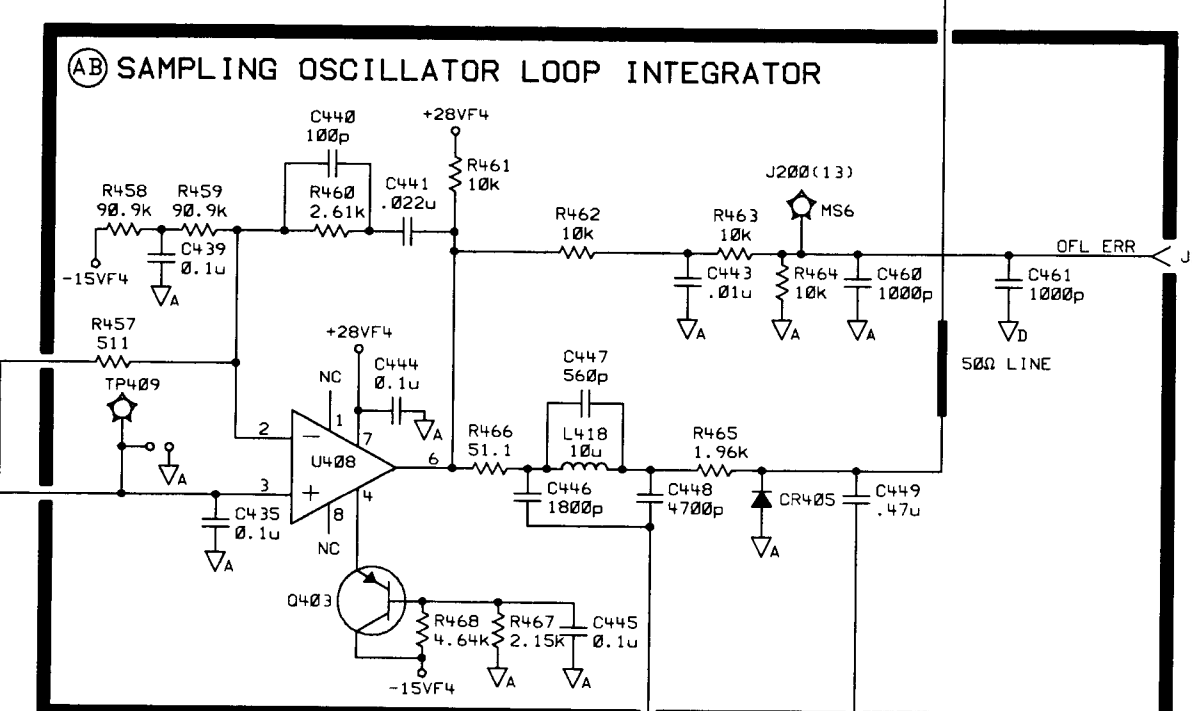 AB SAMPLING OSCILLATOR LOOP INTEGRATOR
C440
100p
+28VF4
R461
10k
R458
90.9k
R459
90.9k
R460
2.61k
C441
.022u
J200(13)
MS6
R462
10k
R463
10k
C439
0.1u
A
-15VF4
C443
.01u
A
R464
10k
A
C460
1000p
A
OFL ERR
J
C461
1000p
D
R457
511
TP409
A
+28VF4
NC
C444
0.1u
A
C447
560p
50Ω LINE
2
1
7
−
U408
6
R466
51.1
L418
10u
R465
1.96k
3
+
4
8
NC
C435
0.1u
A
C446
1800p
C448
4700p
CR405
A
C449
.47u
Q403
R468
4.64k
R467
2.15k
A
C445
0.1u
A
-15VF4